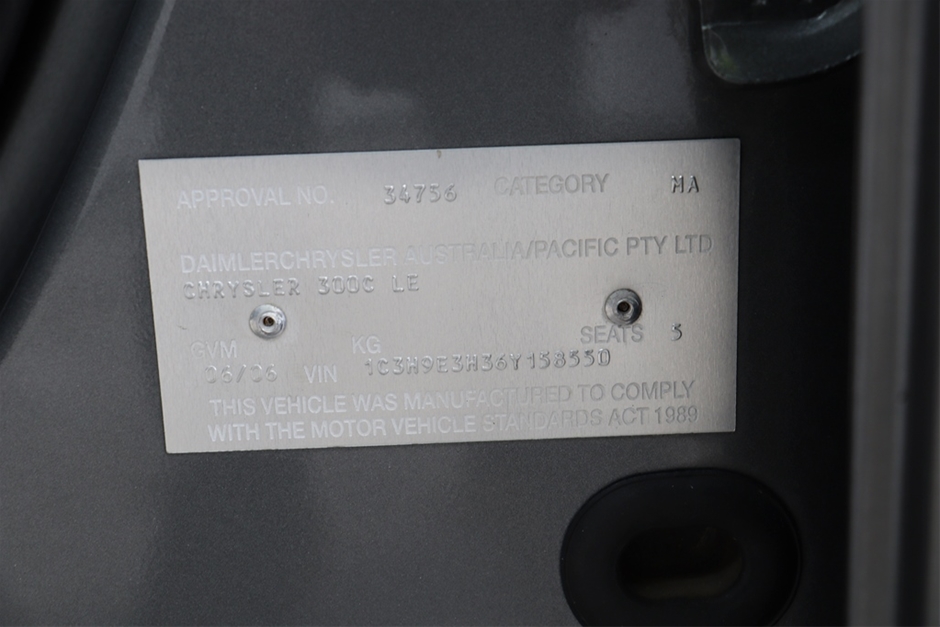 APPROVAL NO. 34756 CATEGORY MA
DAIMLERCHRYSLER AUSTRALIA/PACIFIC PTY LTD
CHRYSLER 300C LE
SEATS 5
GVM KG
06/06 VIN 1C3H9E3H36Y158550
THIS VEHICLE WAS MANUFACTURED TO COMPLY
WITH THE MOTOR VEHICLE STANDARDS ACT 1989